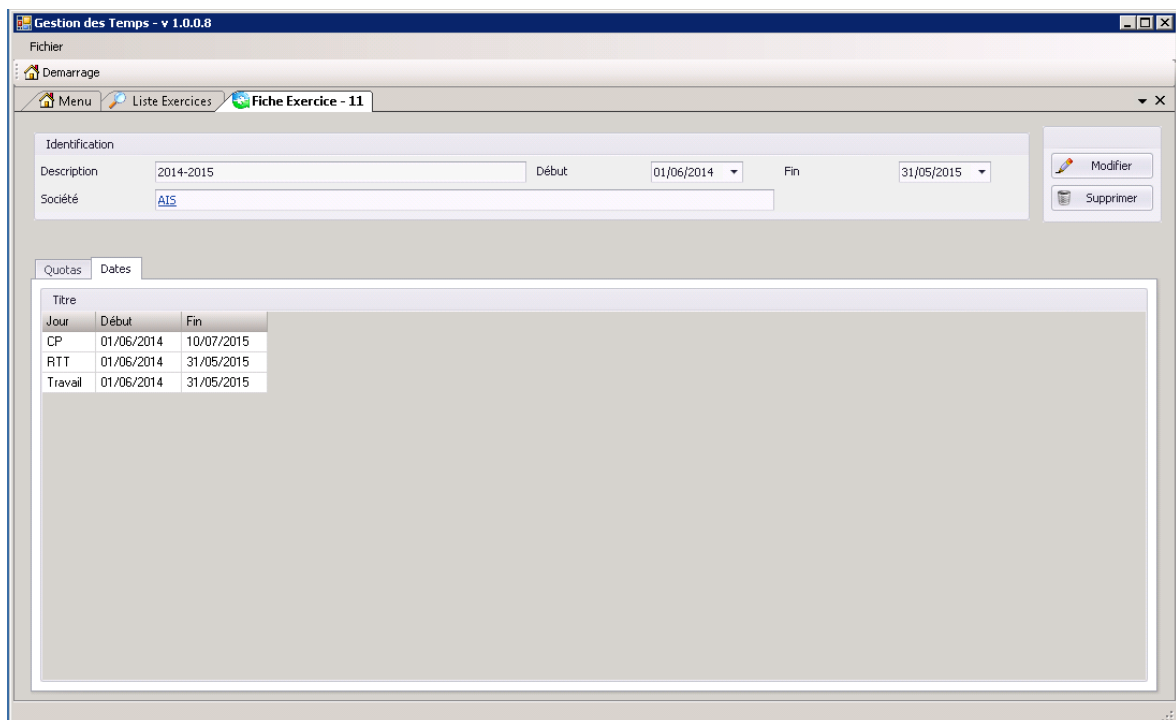 Gestion des Temps - v 1.0.0.8
Fichier
Demarrage
Menu Liste Exercices Fiche Exercice - 11
Identification
Description 2014-2015 Début 01/06/2014 Fin 31/05/2015
Société AIS
Modifier
Supprimer
Quotas Dates
Titre
Jour Début Fin
CP 01/06/2014 10/07/2015
RTT 01/06/2014 31/05/2015
Travail 01/06/2014 31/05/2015